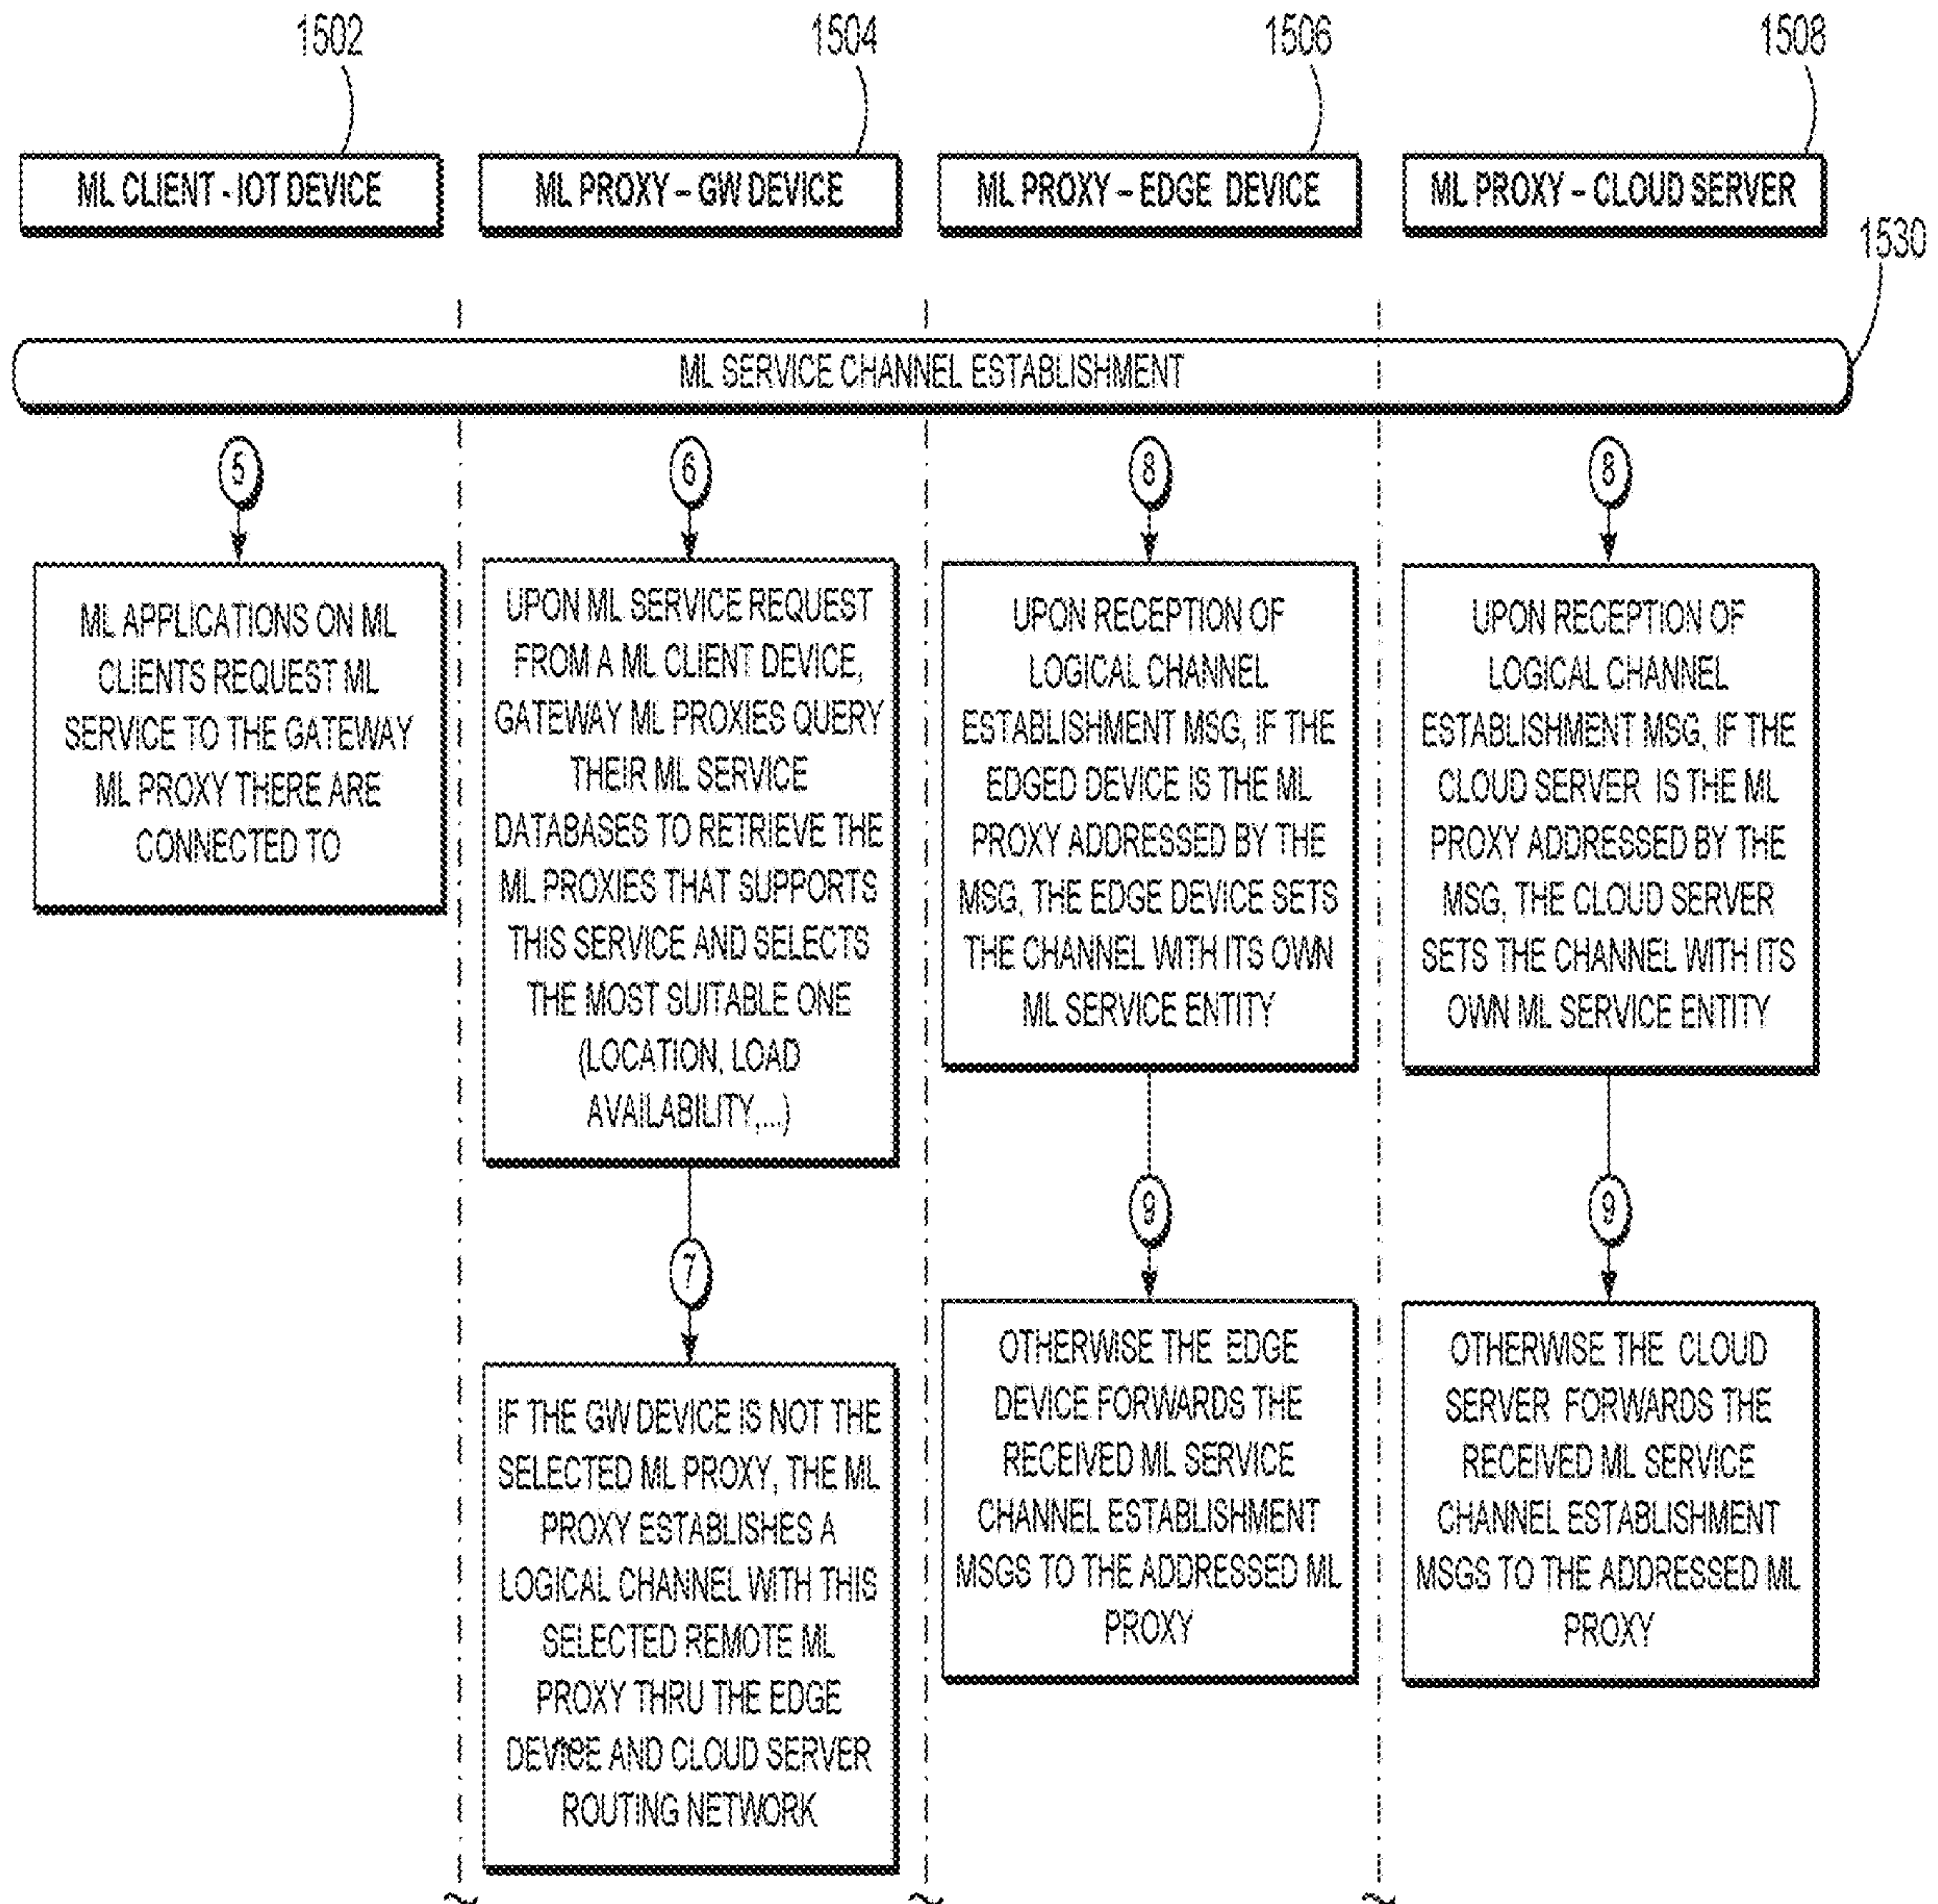 1502
1504
1506
1508
ML CLIENT - IOT DEVICE
ML PROXY – GW DEVICE
ML PROXY – EDGE DEVICE
ML PROXY – CLOUD SERVER
1530
ML SERVICE CHANNEL ESTABLISHMENT
5
ML APPLICATIONS ON ML
CLIENTS REQUEST ML
SERVICE TO THE GATEWAY
ML PROXY THERE ARE
CONNECTED TO
6
UPON ML SERVICE REQUEST
FROM A ML CLIENT DEVICE,
GATEWAY ML PROXIES QUERY
THEIR ML SERVICE
DATABASES TO RETRIEVE THE
ML PROXIES THAT SUPPORTS
THIS SERVICE AND SELECTS
THE MOST SUITABLE ONE
(LOCATION, LOAD
AVAILABILITY,...)
7
IF THE GW DEVICE IS NOT THE
SELECTED ML PROXY, THE ML
PROXY ESTABLISHES A
LOGICAL CHANNEL WITH THIS
SELECTED REMOTE ML
PROXY THRU THE EDGE
DEVICE AND CLOUD SERVER
ROUTING NETWORK
8
UPON RECEPTION OF
LOGICAL CHANNEL
ESTABLISHMENT MSG, IF THE
EDGED DEVICE IS THE ML
PROXY ADDRESSED BY THE
MSG, THE EDGE DEVICE SETS
THE CHANNEL WITH ITS OWN
ML SERVICE ENTITY
9
OTHERWISE THE EDGE
DEVICE FORWARDS THE
RECEIVED ML SERVICE
CHANNEL ESTABLISHMENT
MSGS TO THE ADDRESSED ML
PROXY
8
UPON RECEPTION OF
LOGICAL CHANNEL
ESTABLISHMENT MSG, IF THE
CLOUD SERVER IS THE ML
PROXY ADDRESSED BY THE
MSG, THE CLOUD SERVER
SETS THE CHANNEL WITH ITS
OWN ML SERVICE ENTITY
9
OTHERWISE THE CLOUD
SERVER FORWARDS THE
RECEIVED ML SERVICE
CHANNEL ESTABLISHMENT
MSGS TO THE ADDRESSED ML
PROXY